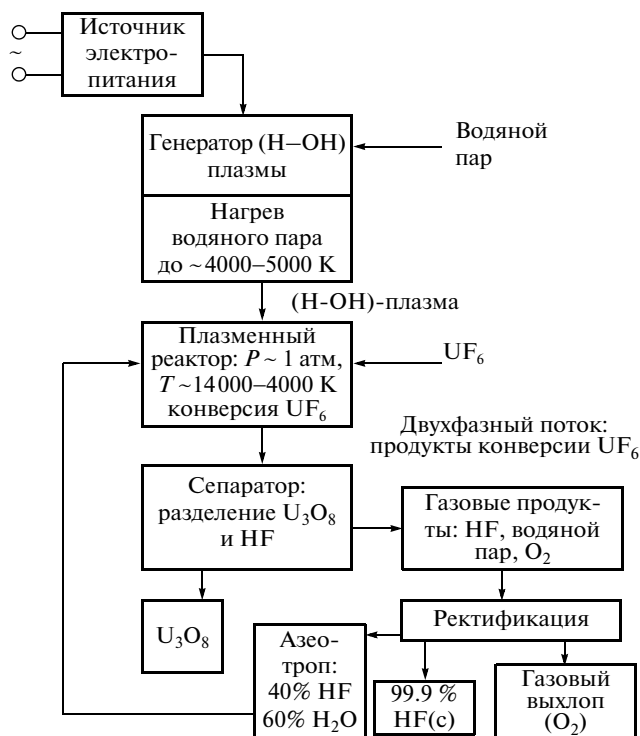 Источник
электро-
питания
~
Генератор (Н–ОН)
плазмы
Водяной
пар
Нагрев
водяного пара
до ~4000–5000 K
(H-OH)-плазма
Плазменный
реактор: P ~ 1 атм,
T ~14000–4000 K
конверсия UF₆
UF₆
Двухфазный поток:
продукты конверсии UF₆
Сепаратор:
разделение U₃O₈
и HF
Газовые продук-
ты: HF, водяной
пар, O₂
U₃O₈
Ректификация
Азео-
троп:
40% HF
60% H₂O
99.9 %
HF(c)
Газовый
выхлоп
(O₂)